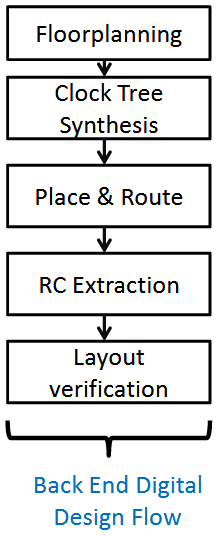 Floorplanning
Clock Tree
Synthesis
Place & Route
RC Extraction
Layout
verification
Back End Digital
Design Flow